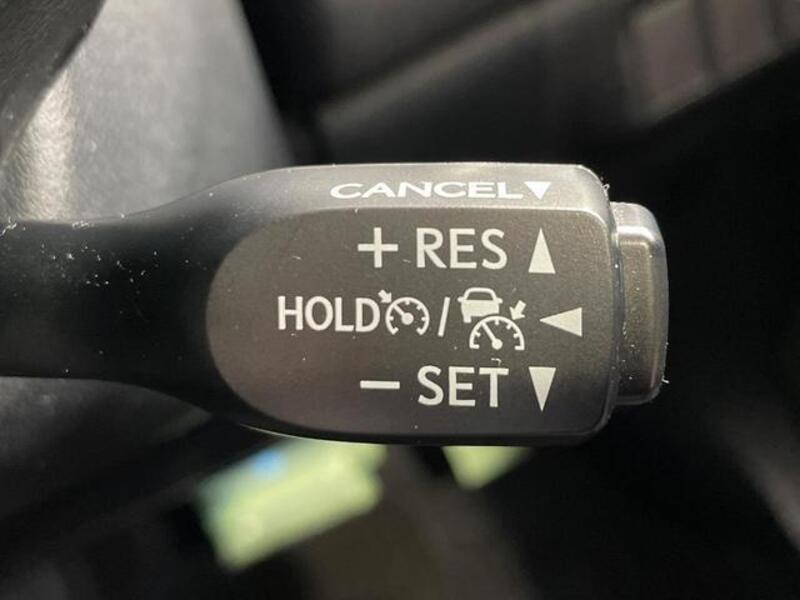 CANCEL▼
+ RES ▲
HOLD / ◀
− SET ▼